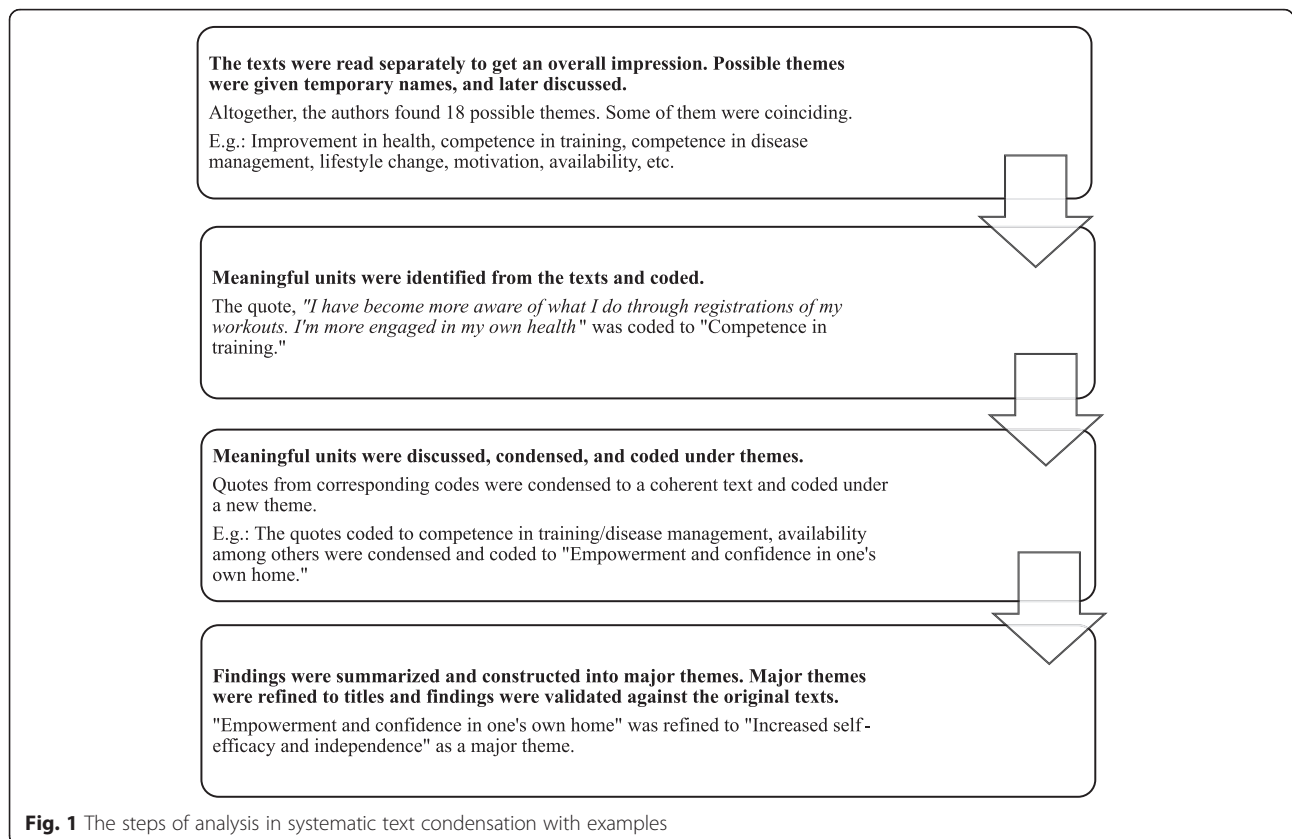 The texts were read separately to get an overall impression. Possible themes
were given temporary names, and later discussed.
Altogether, the authors found 18 possible themes. Some of them were coinciding.
E.g.: Improvement in health, competence in training, competence in disease
management, lifestyle change, motivation, availability, etc.
Meaningful units were identified from the texts and coded.
The quote, "I have become more aware of what I do through registrations of my
workouts. I'm more engaged in my own health" was coded to "Competence in
training."
Meaningful units were discussed, condensed, and coded under themes.
Quotes from corresponding codes were condensed to a coherent text and coded under
a new theme.
E.g.: The quotes coded to competence in training/disease management, availability
among others were condensed and coded to "Empowerment and confidence in one's
own home."
Findings were summarized and constructed into major themes. Major themes
were refined to titles and findings were validated against the original texts.
"Empowerment and confidence in one's own home" was refined to "Increased self-
efficacy and independence" as a major theme.
Fig. 1 The steps of analysis in systematic text condensation with examples